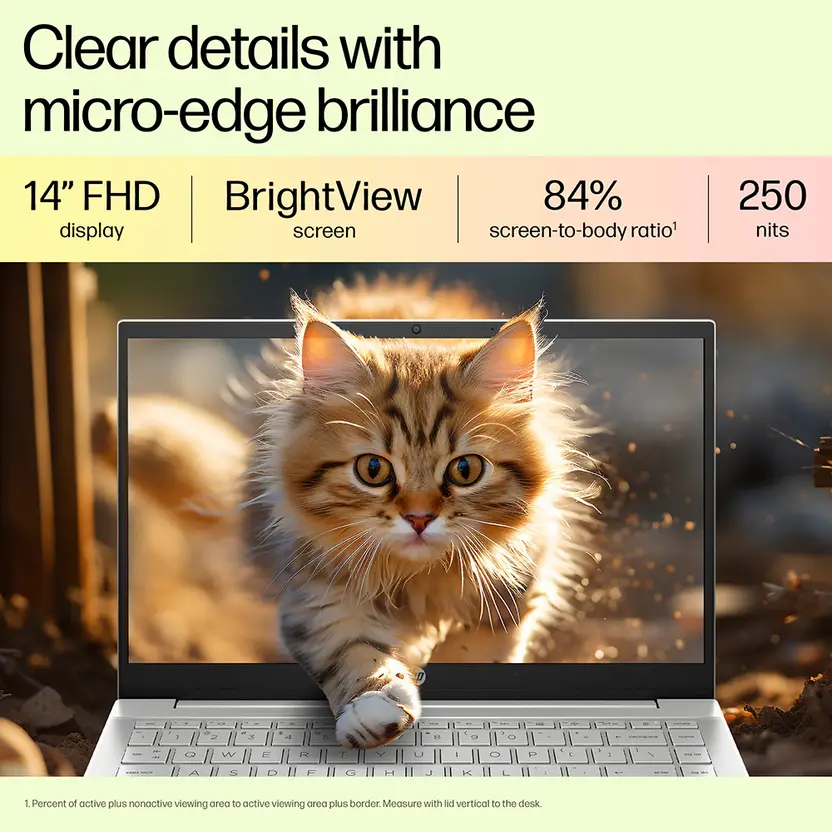 Clear details with
micro-edge brilliance
14” FHD
display
BrightView
screen
84%
screen-to-body ratio¹
250
nits
Q W E R T Y U I O P
A S D F G H J K L
1. Percent of active plus nonactive viewing area to active viewing area plus border. Measure with lid vertical to the desk.